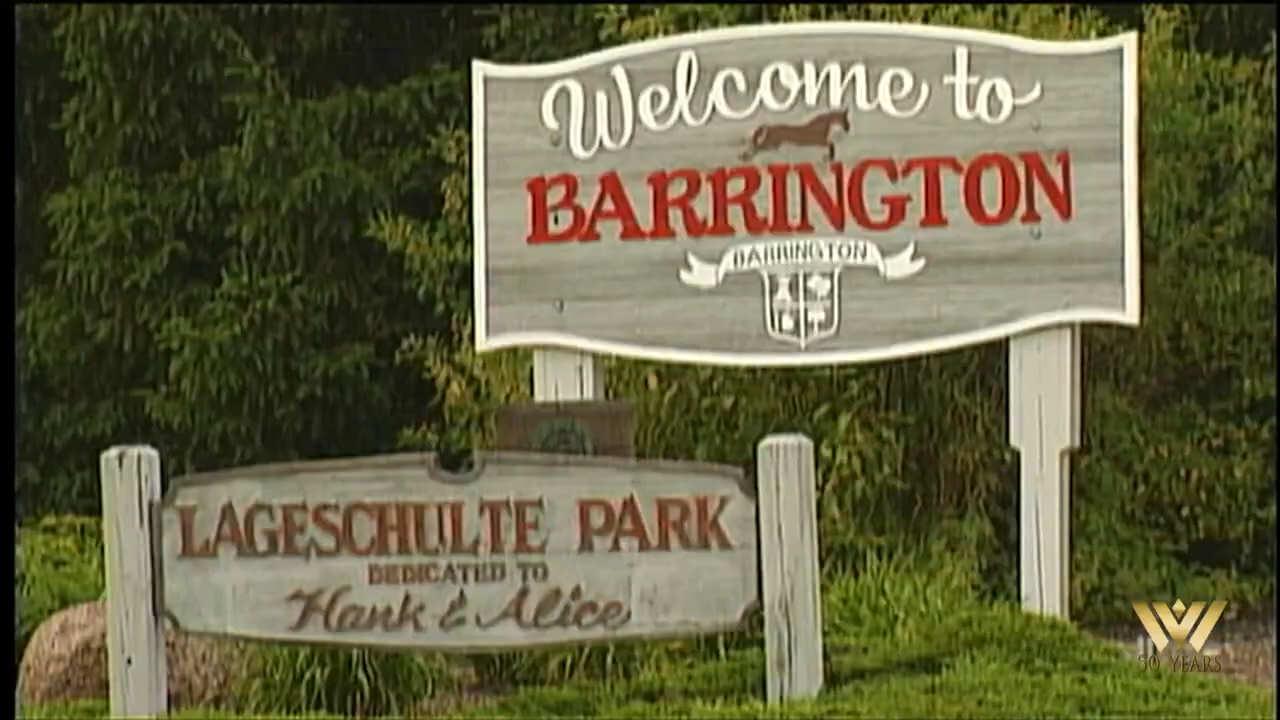 Welcome to
BARRINGTON
BARRINGTON
LAGESCHULTE PARK
DEDICATED TO
Hank & Alice
50 YEARS